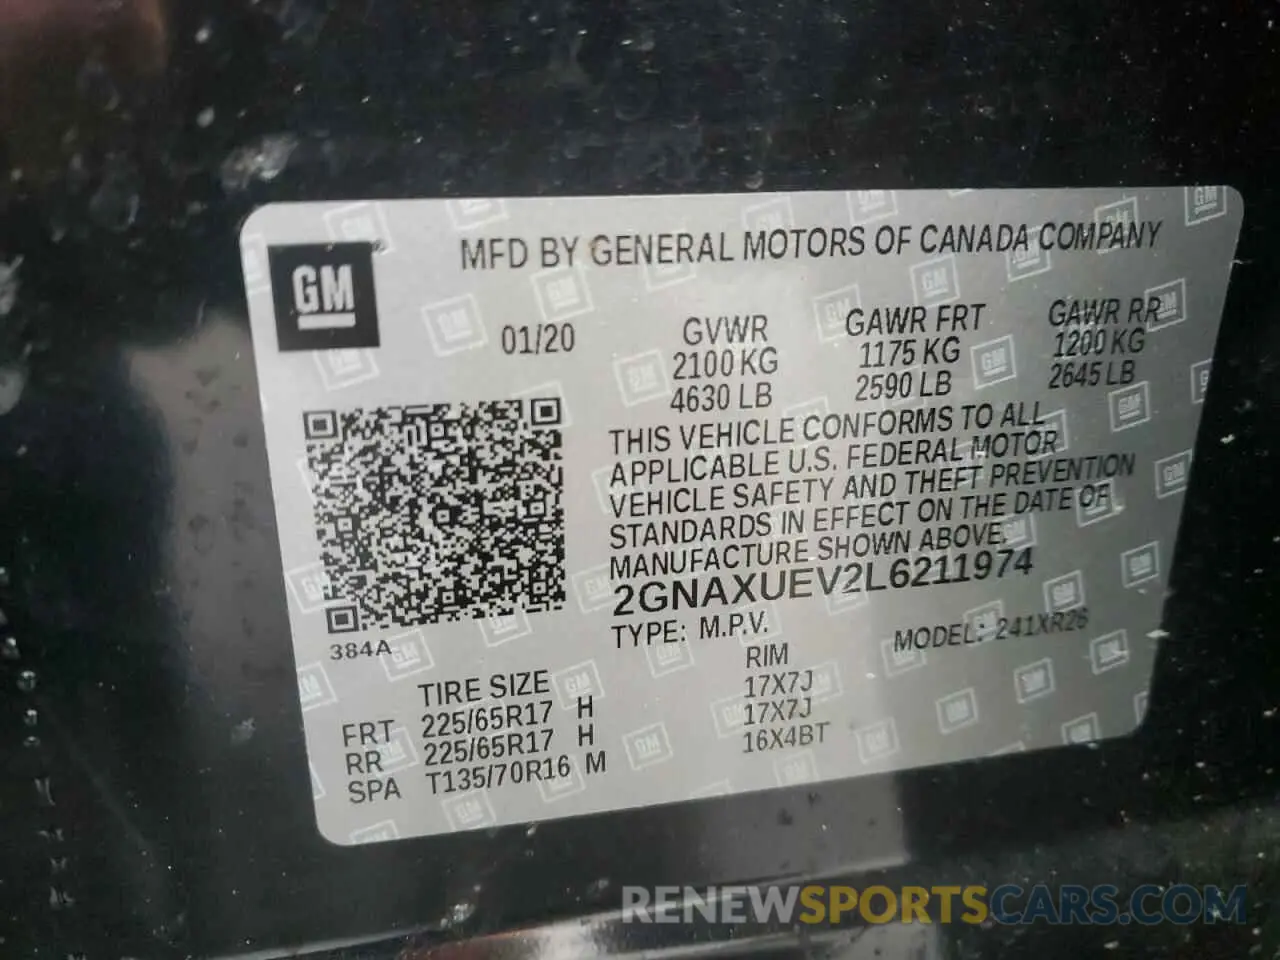 GM
MFD BY GENERAL MOTORS OF CANADA COMPANY
01/20
GVWR
2100 KG
4630 LB
GAWR FRT
1175 KG
2590 LB
GAWR RR
1200 KG
2645 LB
THIS VEHICLE CONFORMS TO ALL
APPLICABLE U.S. FEDERAL MOTOR
VEHICLE SAFETY AND THEFT PREVENTION
STANDARDS IN EFFECT ON THE DATE OF
MANUFACTURE SHOWN ABOVE.
2GNAXUEV2L6211974
TYPE: M.P.V.
MODEL: 241XR26
384A
TIRE SIZE
RIM
FRT 225/65R17 H 17X7J
RR 225/65R17 H 17X7J
SPA T135/70R16 M 16X4BT
RENEWSPORTSCARS.COM